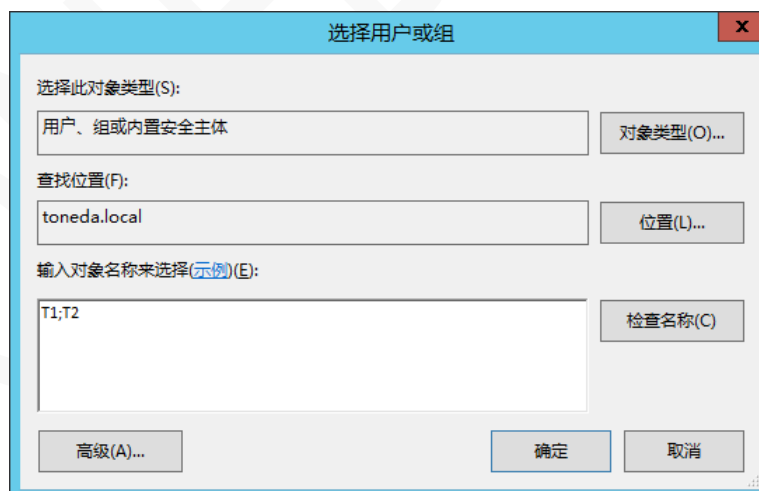 选择用户或组
x
选择此对象类型(S):
用户、组或内置安全主体
对象类型(O)...
查找位置(F):
toneda.local
位置(L)...
输入对象名称来选择(示例)(E):
T1;T2
检查名称(C)
高级(A)...
确定
取消